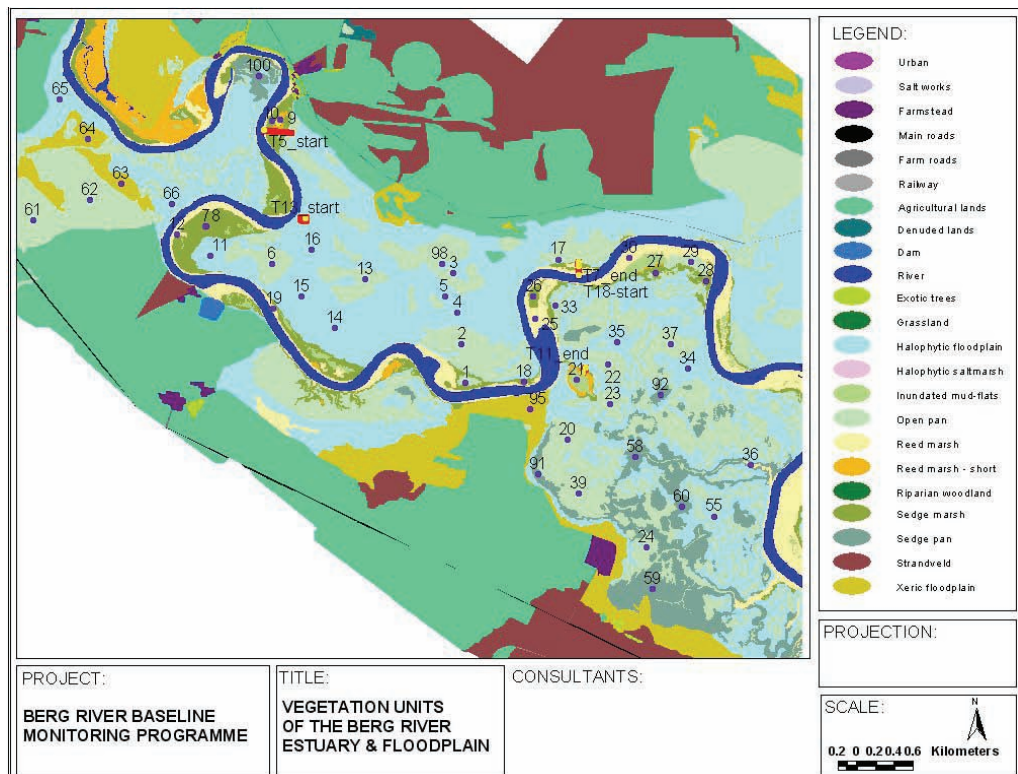 100
65
10 9
64
T5_start
63
62
66
T13_start
61
12
78
11
16
6
98
3
17
30
29
13
27
28
T7_end
T18-start
15
5
26
19
4
33
14
25
35
37
2
T11_end
34
1
18
21
22
92
95
23
20
58
36
91
39
60
55
24
59
LEGEND:
Urban
Salt works
Farmstead
Main roads
Farm roads
Railway
Agricultural lands
Denuded lands
Dam
River
Exotic trees
Grassland
Halophytic floodplain
Halophytic saltmarsh
Inundated mud-flats
Open pan
Reed marsh
Reed marsh - short
Riparian woodland
Sedge marsh
Sedge pan
Strandveld
Xeric floodplain
PROJECTION:
SCALE:
N
0.2 0 0.2 0.4 0.6 Kilometers
PROJECT:
BERG RIVER BASELINE
MONITORING PROGRAMME
TITLE:
VEGETATION UNITS
OF THE BERG RIVER
ESTUARY & FLOODPLAIN
CONSULTANTS: